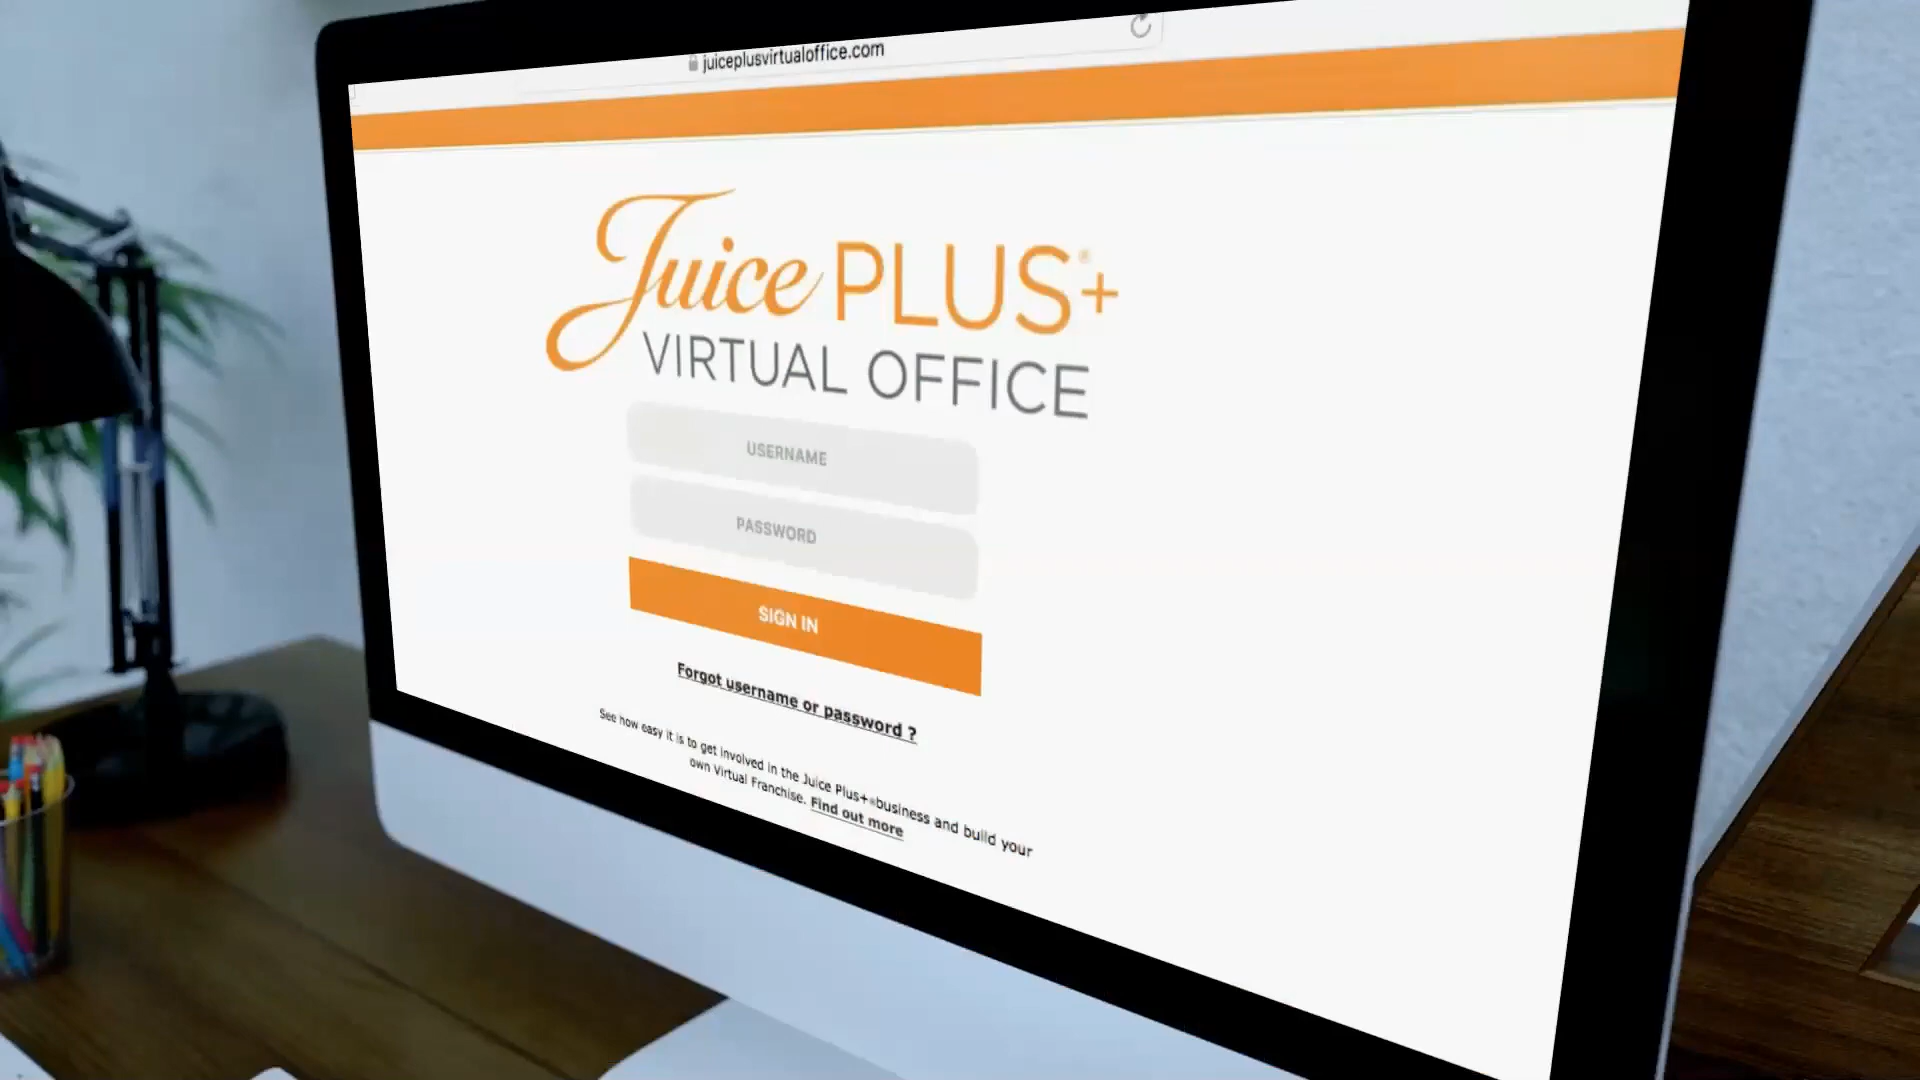 juiceplusvirtualoffice.com
Juice PLUS®+
VIRTUAL OFFICE
USERNAME
PASSWORD
SIGN IN
Forgot username or password ?
See how easy it is to get involved in the Juice Plus+®business and build your
own Virtual Franchise. Find out more